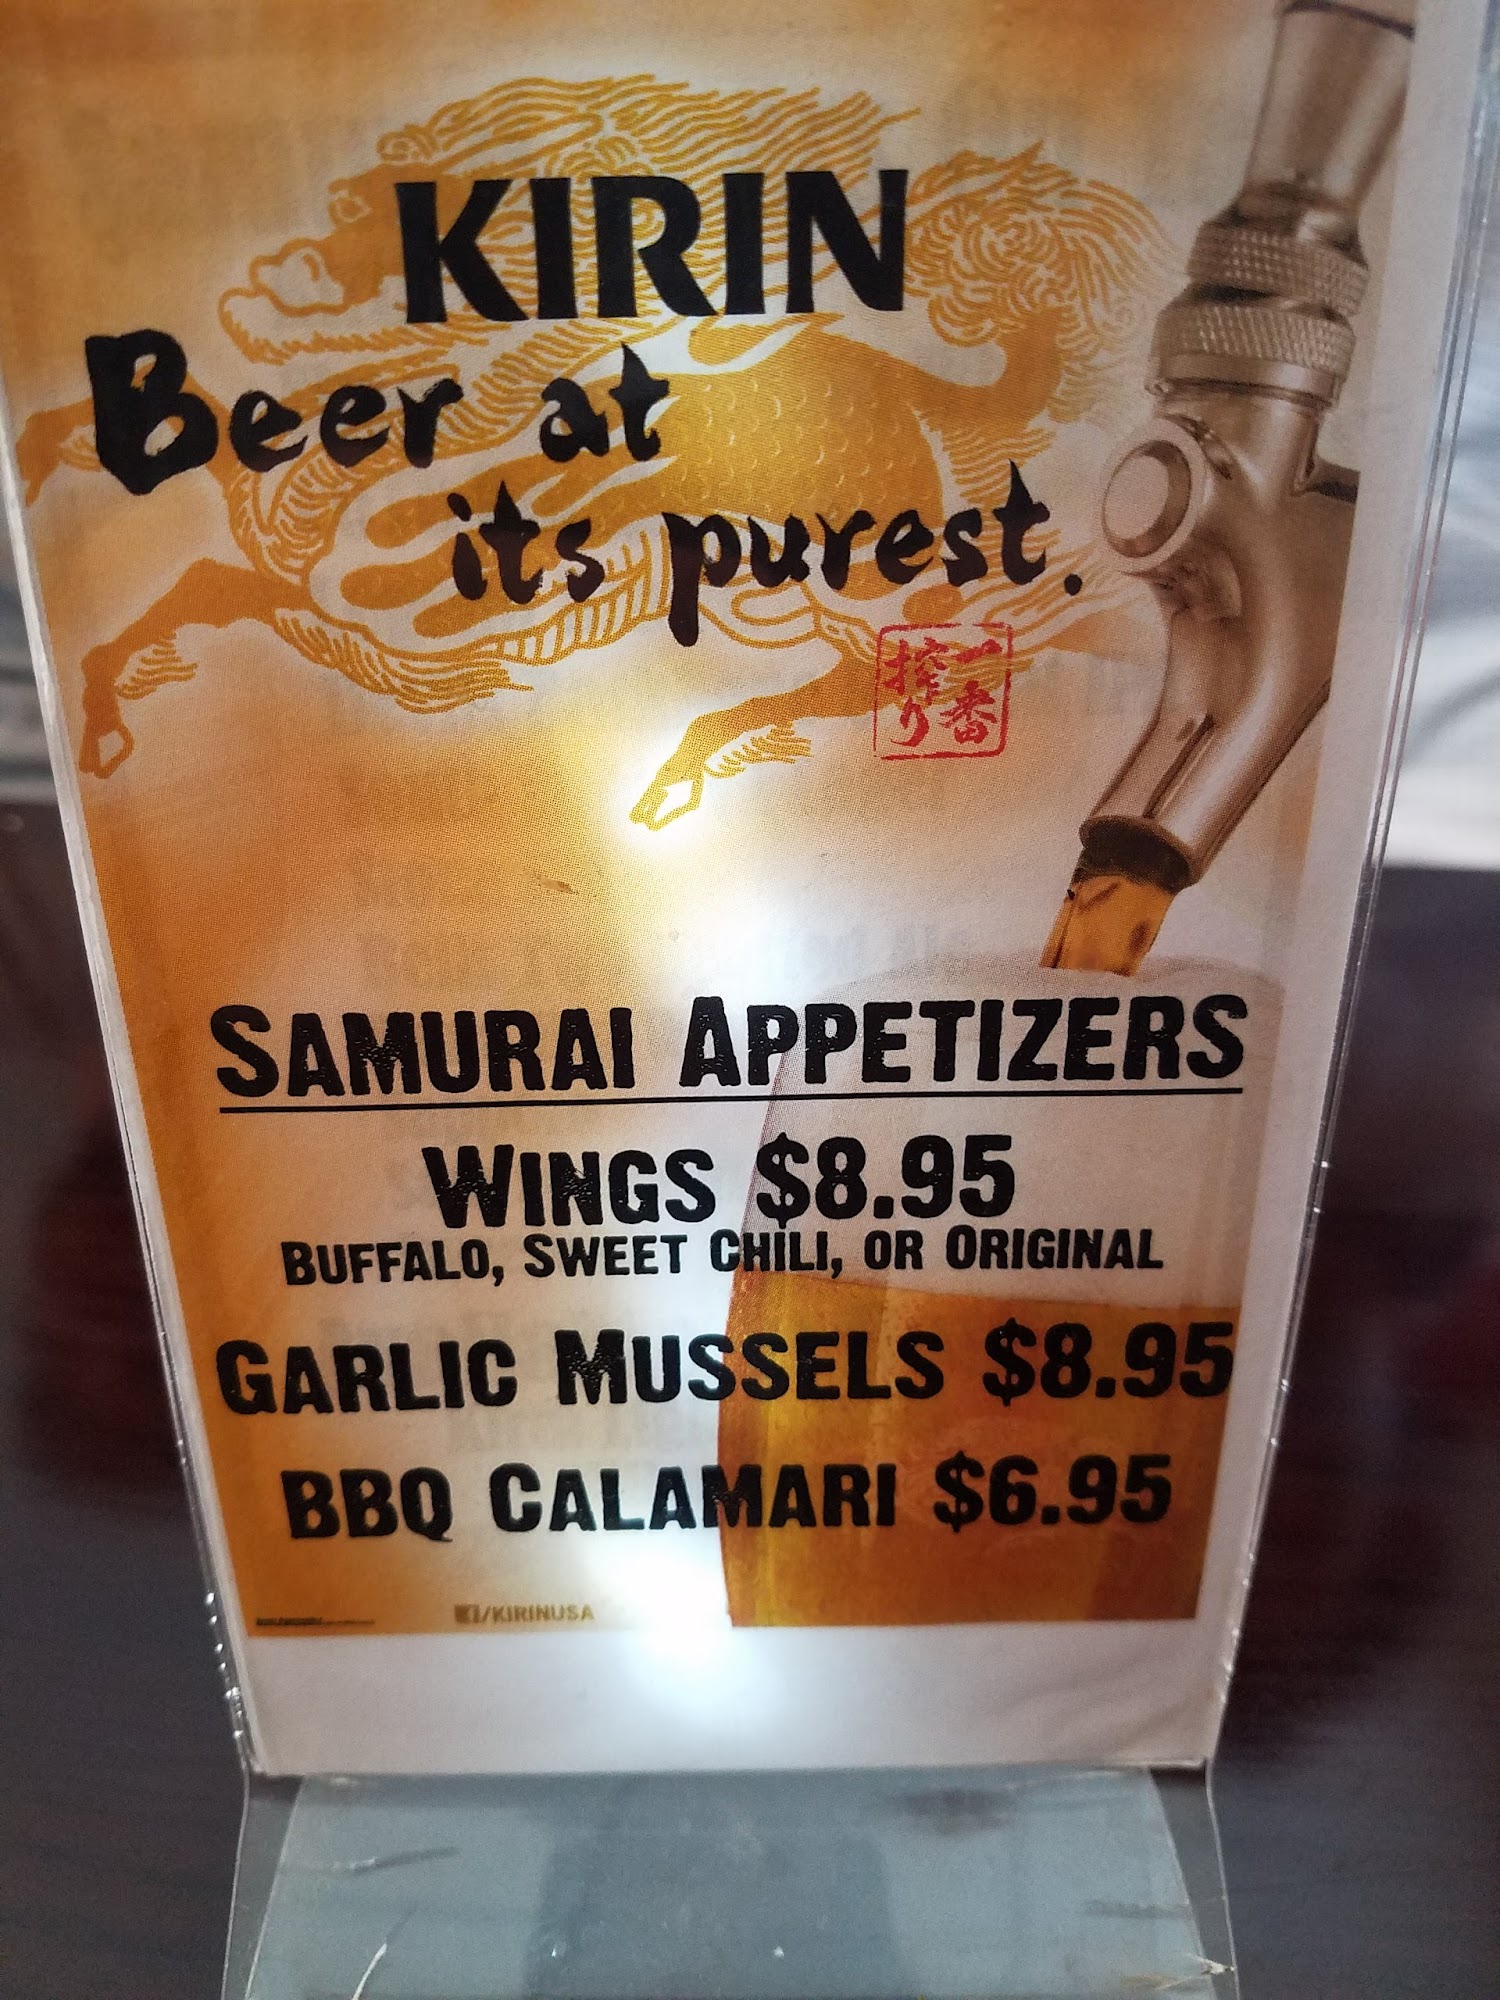 KIRIN
Beer at
its purest.
一番
搾り
SAMURAI APPETIZERS
WINGS $8.95
BUFFALO, SWEET CHILI, OR ORIGINAL
GARLIC MUSSELS $8.95
BBQ CALAMARI $6.95
/KIRINUSA